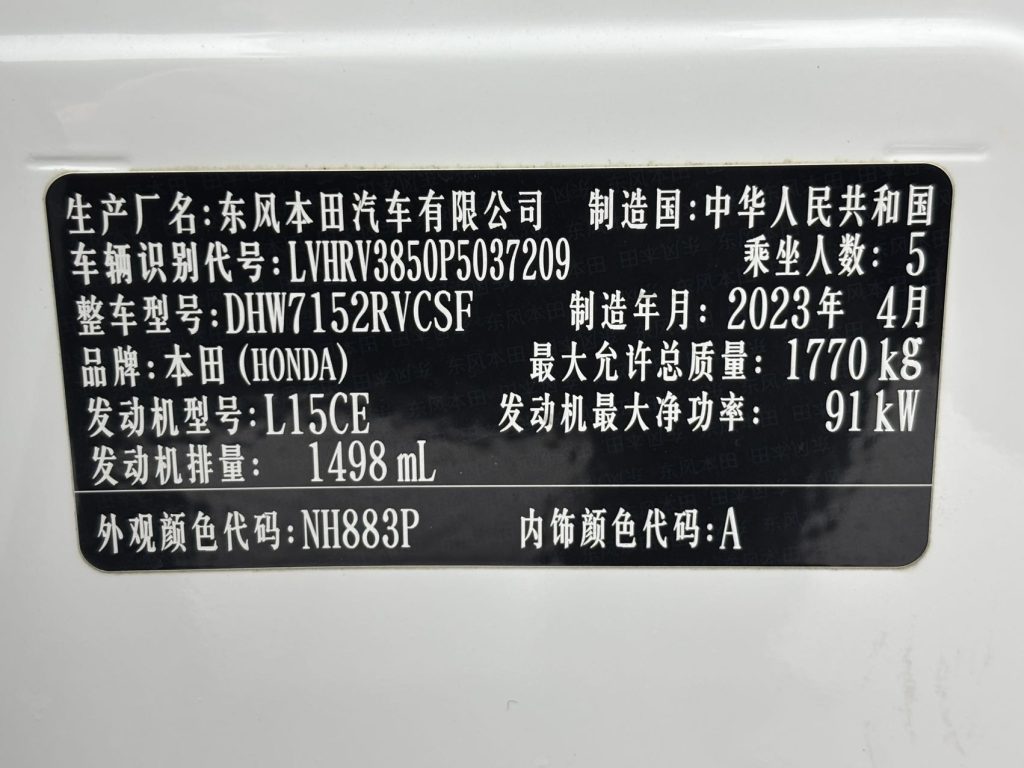 生产厂名:东风本田汽车有限公司 制造国:中华人民共和国
车辆识别代号:LVHRV3850P5037209 乘坐人数: 5
整车型号:DHW7152RVCSF 制造年月: 2023年 4月
品牌:本田(HONDA) 最大允许总质量: 1770 kg
发动机型号:L15CE 发动机最大净功率: 91 kW
发动机排量: 1498 mL
外观颜色代码:NH883P 内饰颜色代码:A